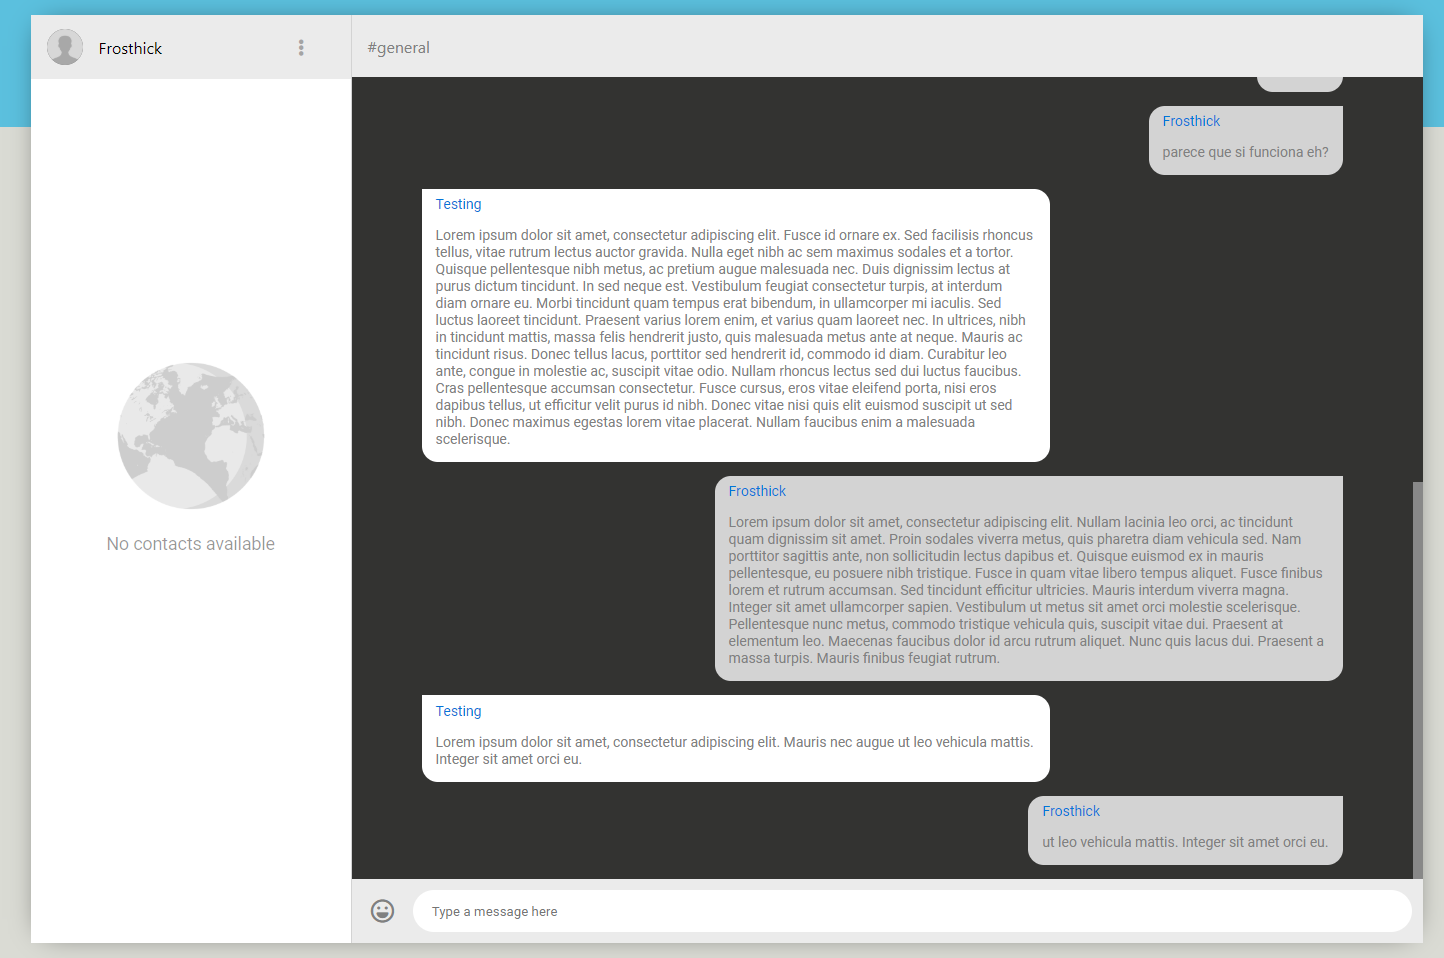 Frosthick
#general
Frosthick
parece que si funciona eh?
Testing
Lorem ipsum dolor sit amet, consectetur adipiscing elit. Fusce id ornare ex. Sed facilisis rhoncus
tellus, vitae rutrum lectus auctor gravida. Nulla eget nibh ac sem maximus sodales et a tortor.
Quisque pellentesque nibh metus, ac pretium augue malesuada nec. Duis dignissim lectus at
purus dictum tincidunt. In sed neque est. Vestibulum feugiat consectetur turpis, at interdum
diam ornare eu. Morbi tincidunt quam tempus erat bibendum, in ullamcorper mi iaculis. Sed
luctus laoreet tincidunt. Praesent varius lorem enim, et varius quam laoreet nec. In ultrices, nibh
in tincidunt mattis, massa felis hendrerit justo, quis malesuada metus ante at neque. Mauris ac
tincidunt risus. Donec tellus lacus, porttitor sed hendrerit id, commodo id diam. Curabitur leo
ante, congue in molestie ac, suscipit vitae odio. Nullam rhoncus lectus sed dui luctus faucibus.
Cras pellentesque accumsan consectetur. Fusce cursus, eros vitae eleifend porta, nisi eros
dapibus tellus, ut efficitur velit purus id nibh. Donec vitae nisi quis elit euismod suscipit ut sed
nibh. Donec maximus egestas lorem vitae placerat. Nullam faucibus enim a malesuada
scelerisque.
Frosthick
Lorem ipsum dolor sit amet, consectetur adipiscing elit. Nullam lacinia leo orci, ac tincidunt
quam dignissim sit amet. Proin sodales viverra metus, quis pharetra diam vehicula sed. Nam
porttitor sagittis ante, non sollicitudin lectus dapibus et. Quisque euismod ex in mauris
pellentesque, eu posuere nibh tristique. Fusce in quam vitae libero tempus aliquet. Fusce finibus
lorem et rutrum accumsan. Sed tincidunt efficitur ultricies. Mauris interdum viverra magna.
Integer sit amet ullamcorper sapien. Vestibulum ut metus sit amet orci molestie scelerisque.
Pellentesque nunc metus, commodo tristique vehicula quis, suscipit vitae dui. Praesent at
elementum leo. Maecenas faucibus dolor id arcu rutrum aliquet. Nunc quis lacus dui. Praesent a
massa turpis. Mauris finibus feugiat rutrum.
Testing
Lorem ipsum dolor sit amet, consectetur adipiscing elit. Mauris nec augue ut leo vehicula mattis.
Integer sit amet orci eu.
Frosthick
ut leo vehicula mattis. Integer sit amet orci eu.
No contacts available
Type a message here